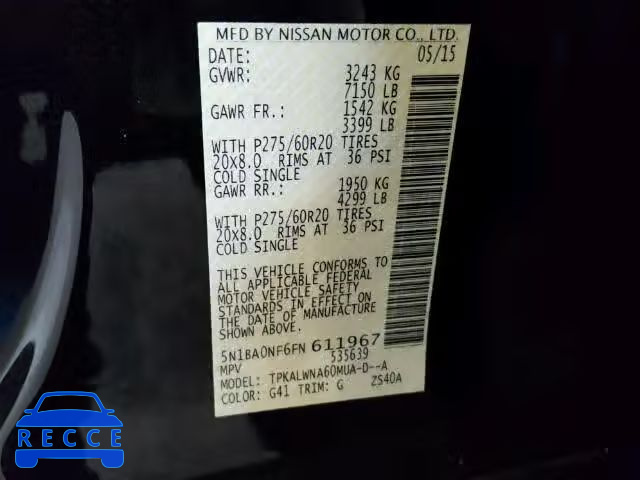 MFD BY NISSAN MOTOR CO., LTD.
DATE: 05/15
GVWR: 3243 KG
7150 LB
GAWR FR.: 1542 KG
3399 LB
WITH P275/60R20 TIRES
20x8.0 RIMS AT 36 PSI
COLD SINGLE
GAWR RR.: 1950 KG
4299 LB
WITH P275/60R20 TIRES
20x8.0 RIMS AT 36 PSI
COLD SINGLE
THIS VEHICLE CONFORMS TO
ALL APPLICABLE FEDERAL
MOTOR VEHICLE SAFETY
STANDARDS IN EFFECT ON
THE DATE OF MANUFACTURE.
5N1BA0NF6FN 611967
MPV 535639
MODEL: TPKALWNA60MUA-D--A
COLOR: G41 TRIM: G ZS40A
RECCE